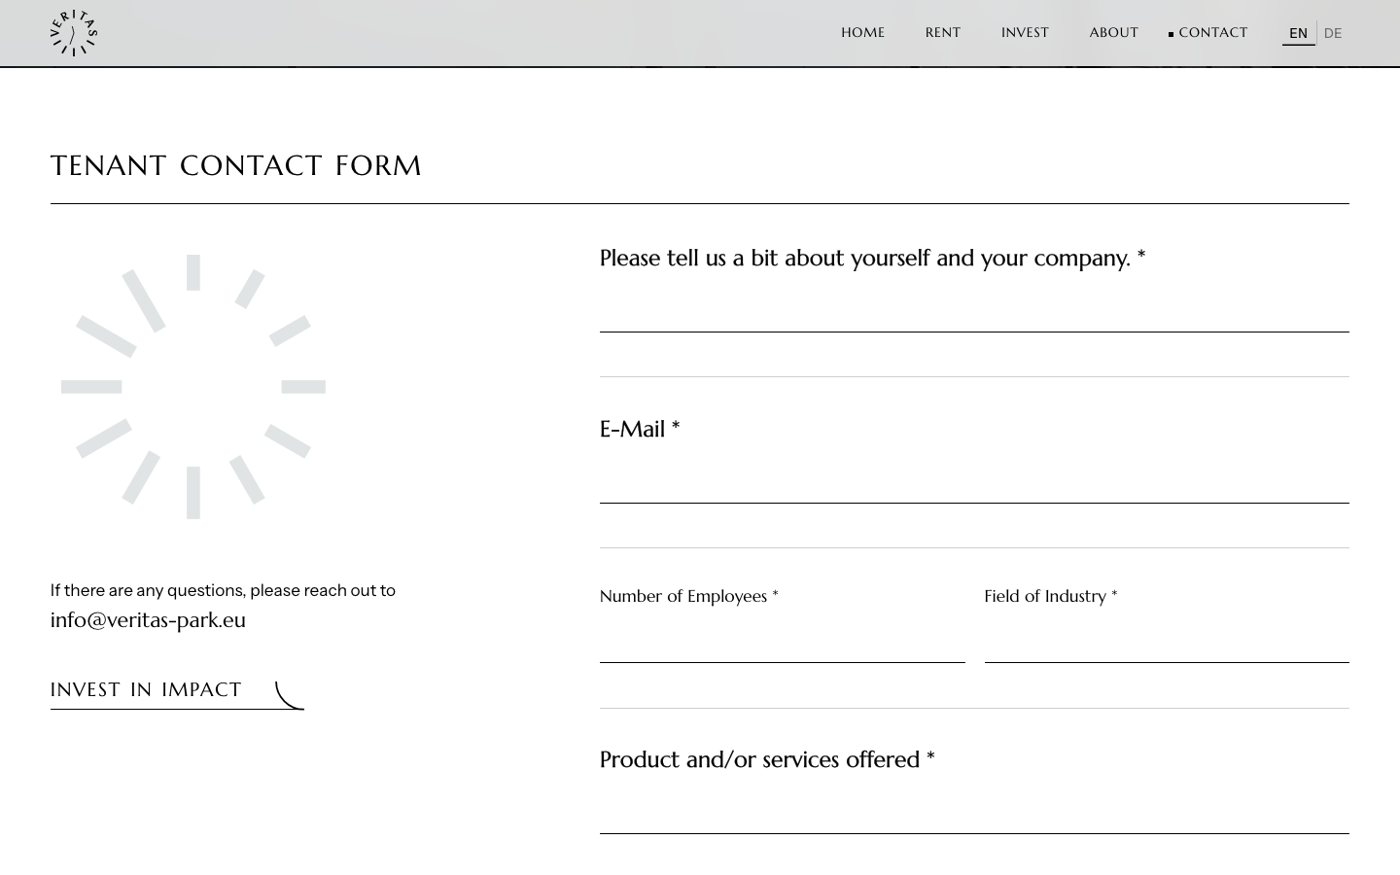 VERITAS
HOME
RENT
INVEST
ABOUT
CONTACT
EN
DE
TENANT CONTACT FORM
Please tell us a bit about yourself and your company. *
E-Mail *
Number of Employees *
Field of Industry *
Product and/or services offered *
If there are any questions, please reach out to
info@veritas-park.eu
INVEST IN IMPACT